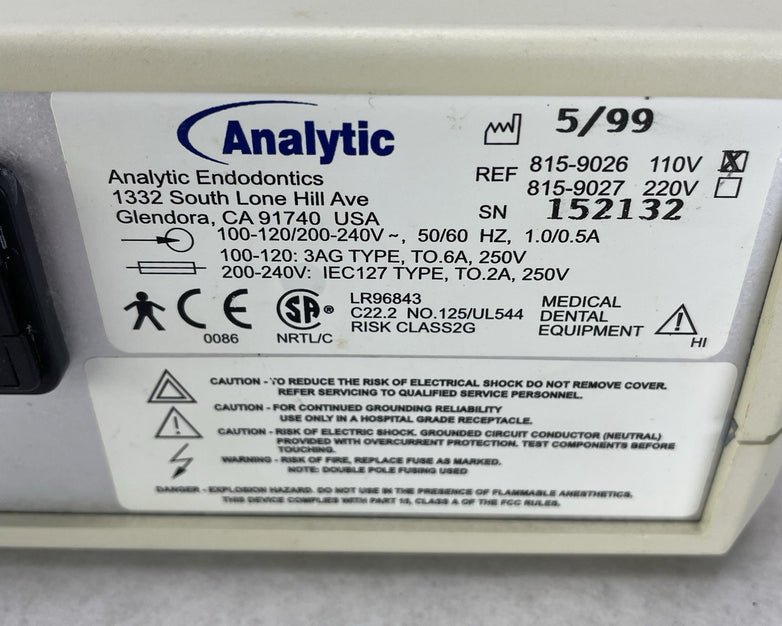 Analytic
5/99
Analytic Endodontics
1332 South Lone Hill Ave
Glendora, CA 91740 USA
REF 815-9026 110V X
815-9027 220V
SN 152132
100-120/200-240V ~, 50/60 HZ, 1.0/0.5A
100-120: 3AG TYPE, TO.6A, 250V
200-240V: IEC127 TYPE, TO.2A, 250V
CE
0086
SA ®
NRTL/C
LR96843
C22.2 NO.125/UL544
RISK CLASS2G
MEDICAL
DENTAL
EQUIPMENT
HI
CAUTION - TO REDUCE THE RISK OF ELECTRICAL SHOCK DO NOT REMOVE COVER.
REFER SERVICING TO QUALIFIED SERVICE PERSONNEL.
CAUTION - FOR CONTINUED GROUNDING RELIABILITY
USE ONLY IN A HOSPITAL GRADE RECEPTACLE.
CAUTION - RISK OF ELECTRIC SHOCK. GROUNDED CIRCUIT CONDUCTOR (NEUTRAL)
PROVIDED WITH OVERCURRENT PROTECTION. TEST COMPONENTS BEFORE
TOUCHING.
WARNING - RISK OF FIRE, REPLACE FUSE AS MARKED.
NOTE: DOUBLE POLE FUSING USED
DANGER - EXPLOSION HAZARD. DO NOT USE IN THE PRESENCE OF FLAMMABLE ANESTHETICS.
THIS DEVICE COMPLIES WITH PART 15, CLASS A OF THE FCC RULES.